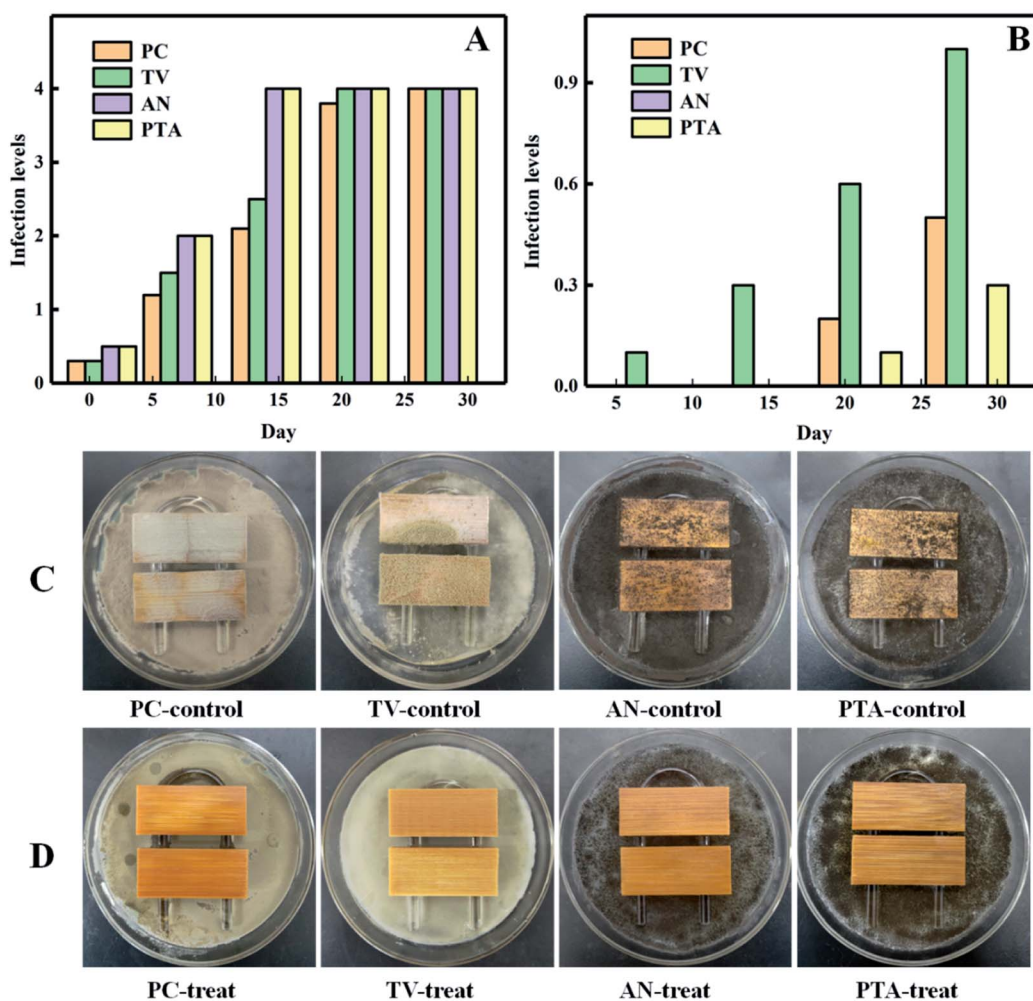 A
PC
TV
AN
PTA
Infection levels
4
3
2
1
0
0 5 10 15 20 25 30
Day
B
PC
TV
AN
PTA
Infection levels
0.9
0.6
0.3
0.0
5 10 15 20 25 30
Day
C
PC-control TV-control AN-control PTA-control
D
PC-treat TV-treat AN-treat PTA-treat